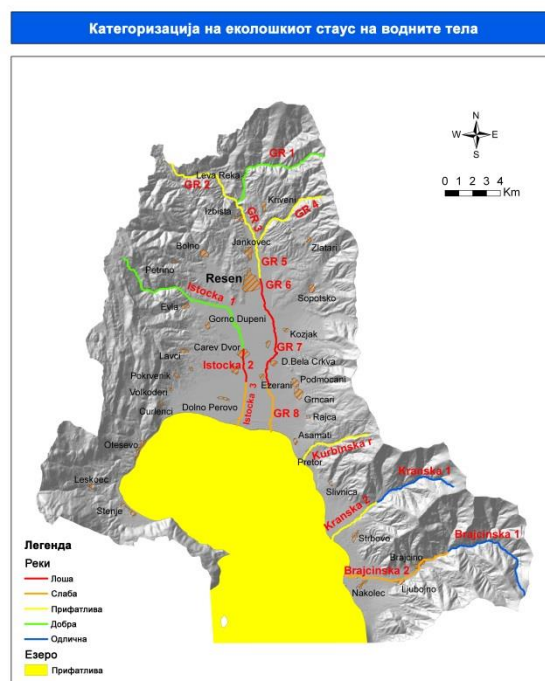 Категоризација на еколошкиот статус на водните тела
N
W E
S
0 1 2 3 4
Km
GR 1
Leva Reka
GR 2
Kriveni
GR 4
Izbista
GR 3
Jankovec
Zlatari
Bolno
GR 5
Petrino
Resen
GR 6
Sopotsko
Istocka 1
Evla
Gorno Dupeni
Kozjak
Carev Dvor
GR 7
Lavci
D.Bela Crkva
Istocka 2
Pokrvenik
Ezerani
Podmocani
Volkoderi
Grncari
Dolno Perovo
Istocka 3
Curlenci
GR 8
Rajca
Asamati
Otesevo
Kurbinska r
Pretor
Kranska 1
Leskoec
Slivnica
Kranska 2
Stenje
Strbovo
Brajcinska 1
Brajcino
Brajcinska 2
Ljubojno
Nakolec
Легенда
Реки
Лоша
Слаба
Прифатлива
Добра
Одлична
Езеро
Прифатлива